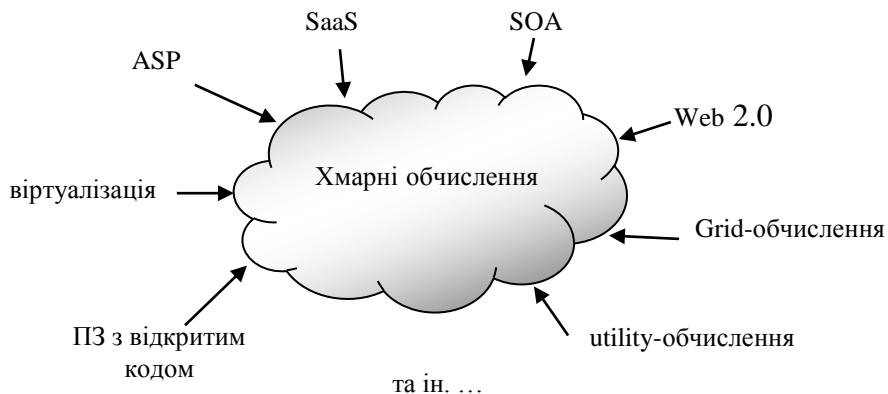 SaaS
SOA
ASP
Web 2.0
Хмарні обчислення
віртуалізація
Grid-обчислення
ПЗ з відкритим
кодом
utility-обчислення
та ін. …